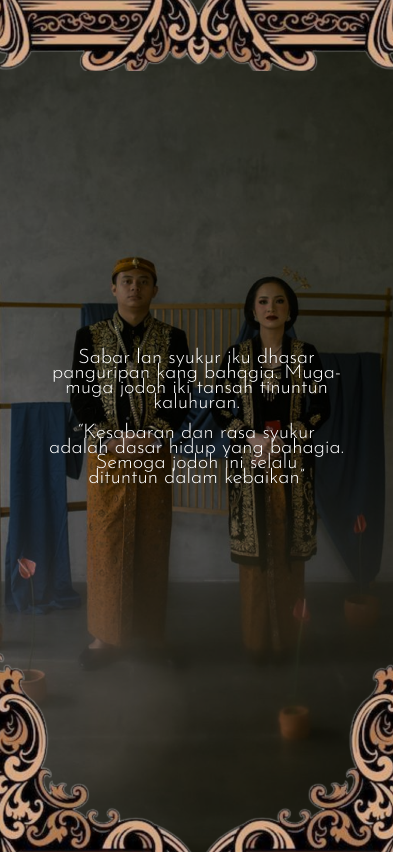 Sabar lan syukur iku dhasar
panguripan kang bahagia. Muga-
muga jodoh iki tansah tinuntun
kaluhuran.
"Kesabaran dan rasa syukur
adalah dasar hidup yang bahagia.
Semoga jodoh ini selalu
dituntun dalam kebaikan"